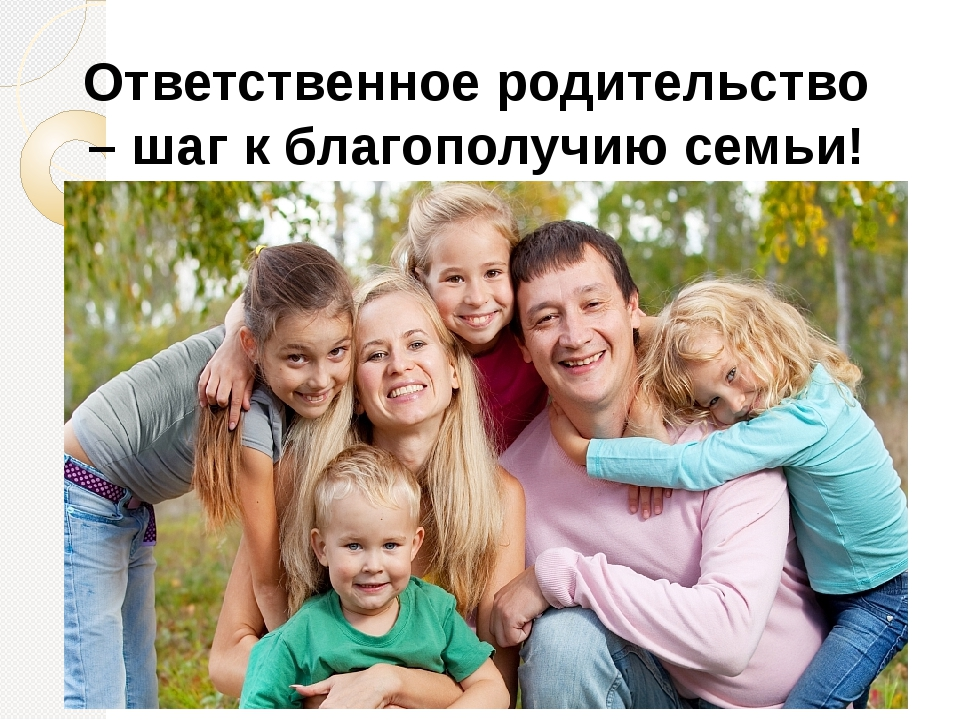 Ответственное родительство
– шаг к благополучию семьи!